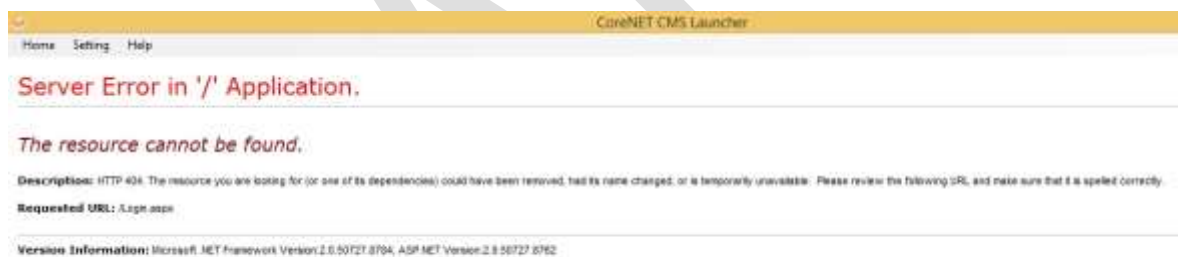 CoreNET CMS Launcher
Home Setting Help
Server Error in '/' Application.
The resource cannot be found.
Description: HTTP 404. The resource you are looking for (or one of its dependencies) could have been removed, had its name changed, or is temporarily unavailable. Please review the following URL and make sure that it is spelled correctly.
Requested URL: /Login.aspx
Version Information: Microsoft .NET Framework Version:2.0.50727.8784; ASP.NET Version:2.0.50727.8762